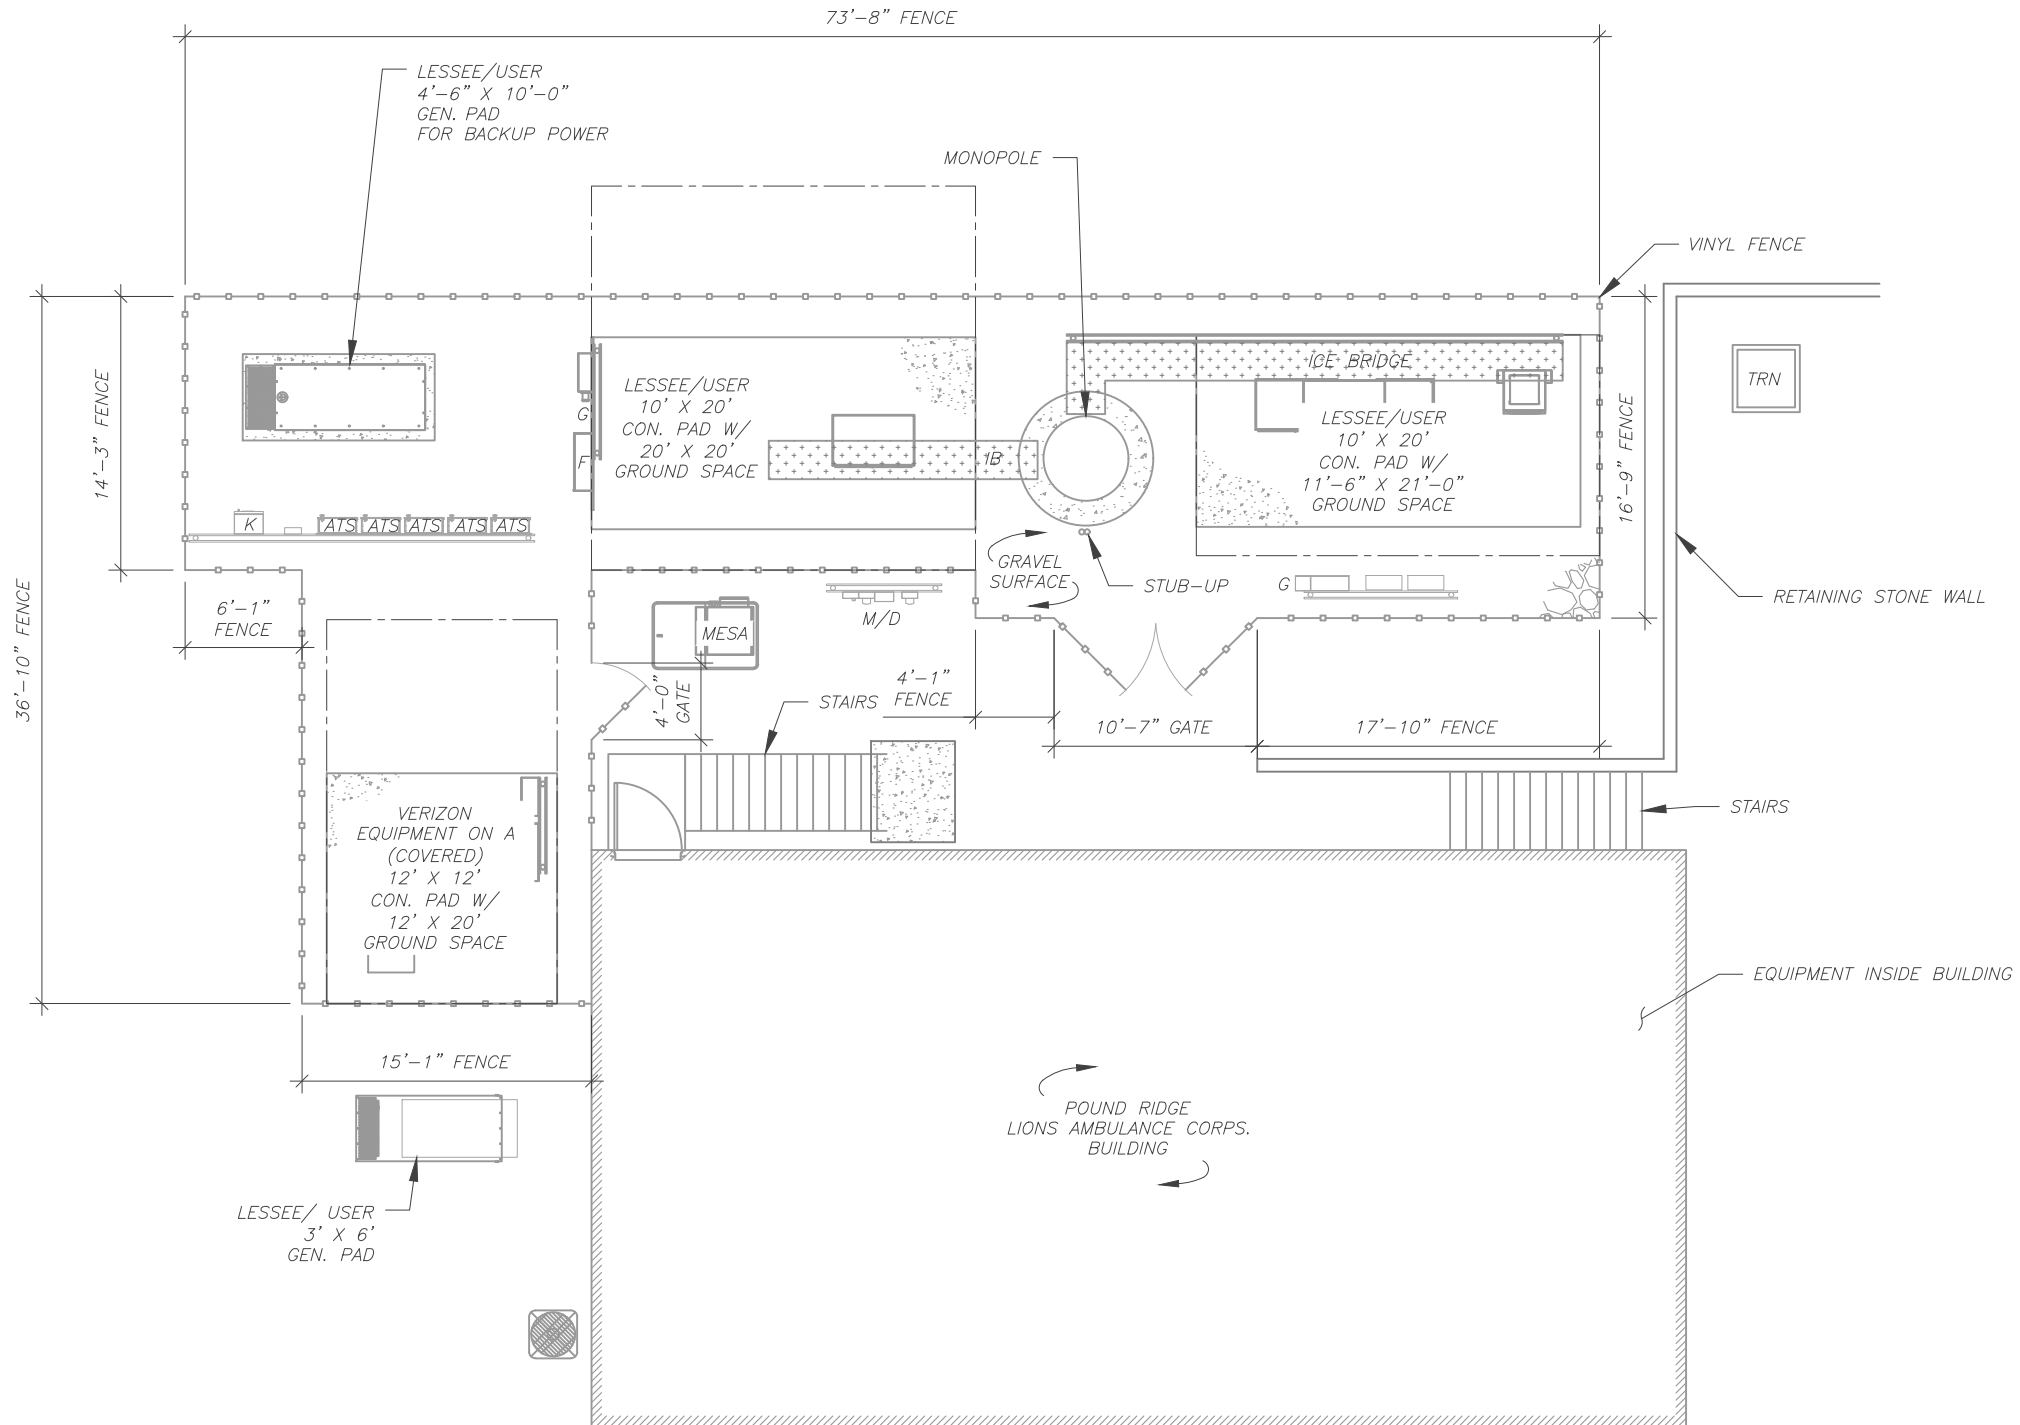 73'-8" FENCE
LESSEE/USER
4'-6" X 10'-0"
GEN. PAD
FOR BACKUP POWER
MONOPOLE
VINYL FENCE
14'-3" FENCE
36'-10" FENCE
LESSEE/USER
10' X 20'
CON. PAD W/
20' X 20'
GROUND SPACE
G
F
IB
ICE BRIDGE
LESSEE/USER
10' X 20'
CON. PAD W/
11'-6" X 21'-0"
GROUND SPACE
16'-9" FENCE
TRN
K
ATS
ATS
ATS
ATS
ATS
GRAVEL
SURFACE
STUB-UP
G
RETAINING STONE WALL
6'-1"
FENCE
MESA
M/D
4'-0"
GATE
STAIRS
4'-1"
FENCE
10'-7" GATE
17'-10" FENCE
STAIRS
VERIZON
EQUIPMENT ON A
(COVERED)
12' X 12'
CON. PAD W/
12' X 20'
GROUND SPACE
EQUIPMENT INSIDE BUILDING
15'-1" FENCE
POUND RIDGE
LIONS AMBULANCE CORPS.
BUILDING
LESSEE/ USER
3' X 6'
GEN. PAD